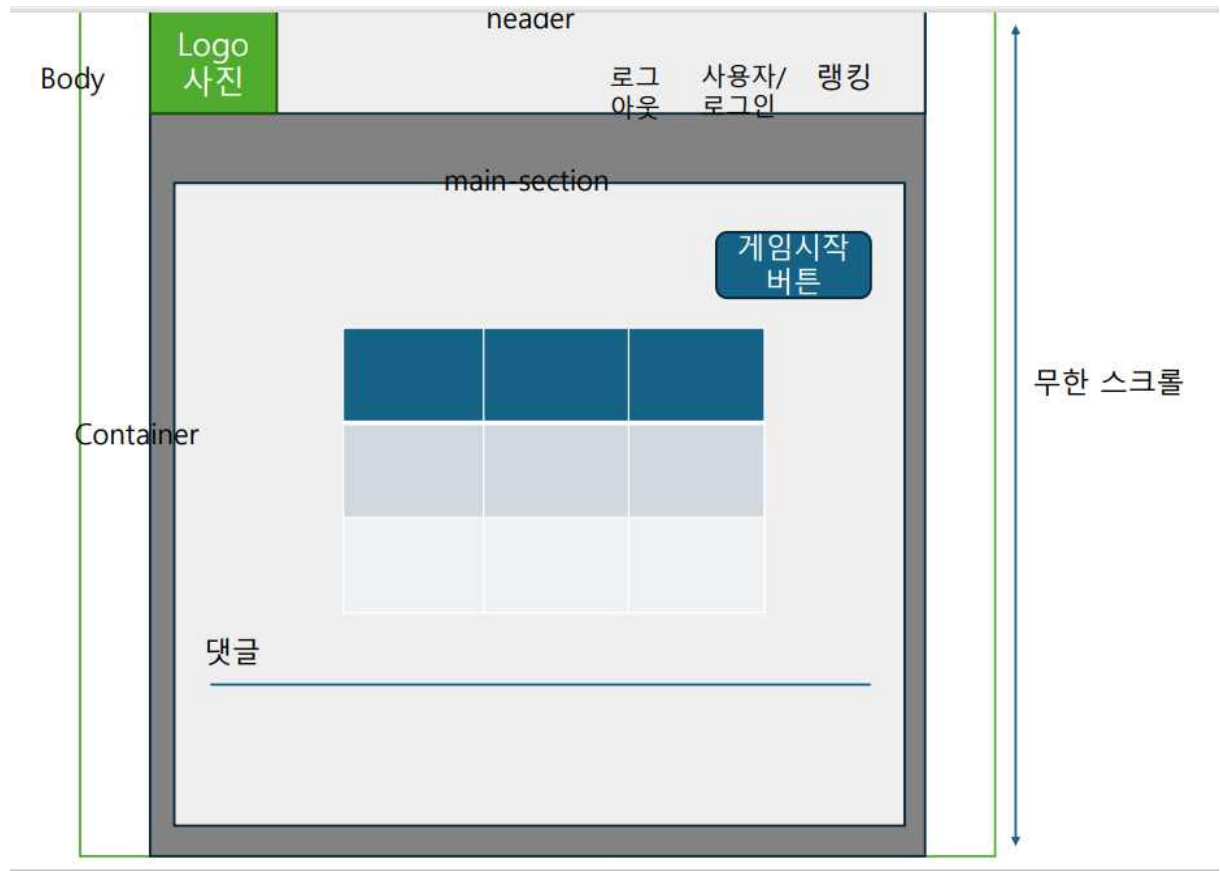 header
Logo
사진
Body
로그
아웃
사용자/
로그인
랭킹
main-section
게임시작
버튼
무한 스크롤
Container
댓글